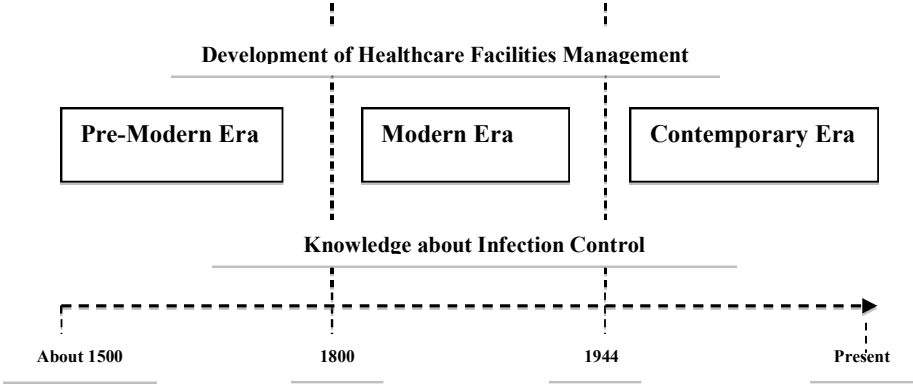 Development of Healthcare Facilities Management
Pre-Modern Era
Modern Era
Contemporary Era
Knowledge about Infection Control
About 1500
1800
1944
Present